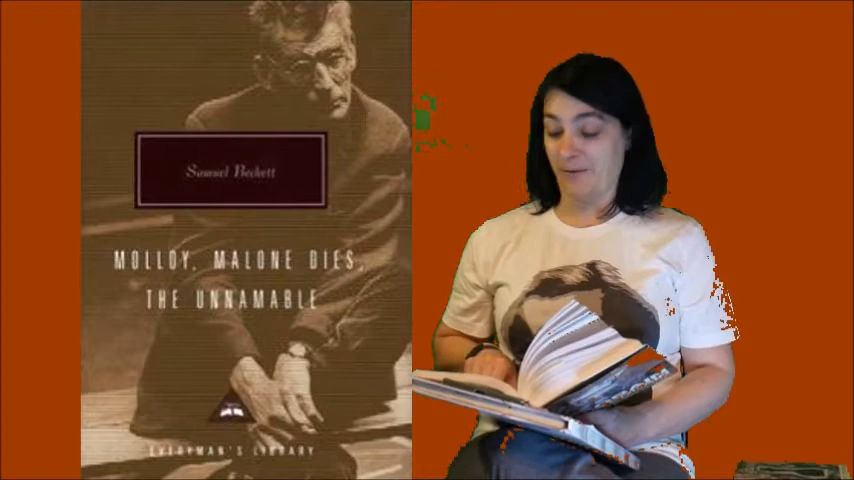 Samuel Beckett
MOLLOY, MALONE DIES,
THE UNNAMABLE
EVERYMAN'S LIBRARY